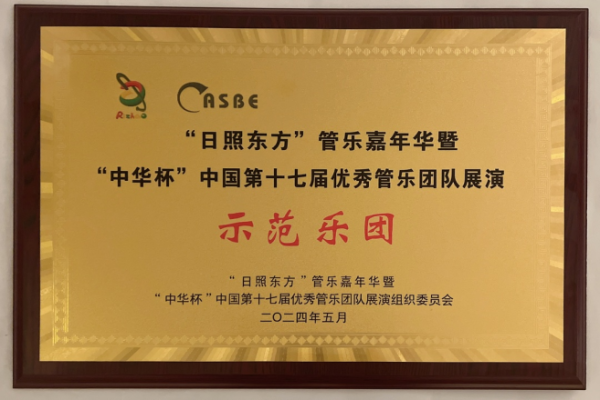 CASBE
“日照东方”管乐嘉年华暨
“中华杯”中国第十七届优秀管乐团队展演
示范乐团
“日照东方”管乐嘉年华暨
“中华杯”中国第十七届优秀管乐团队展演组织委员会
二〇二四年五月